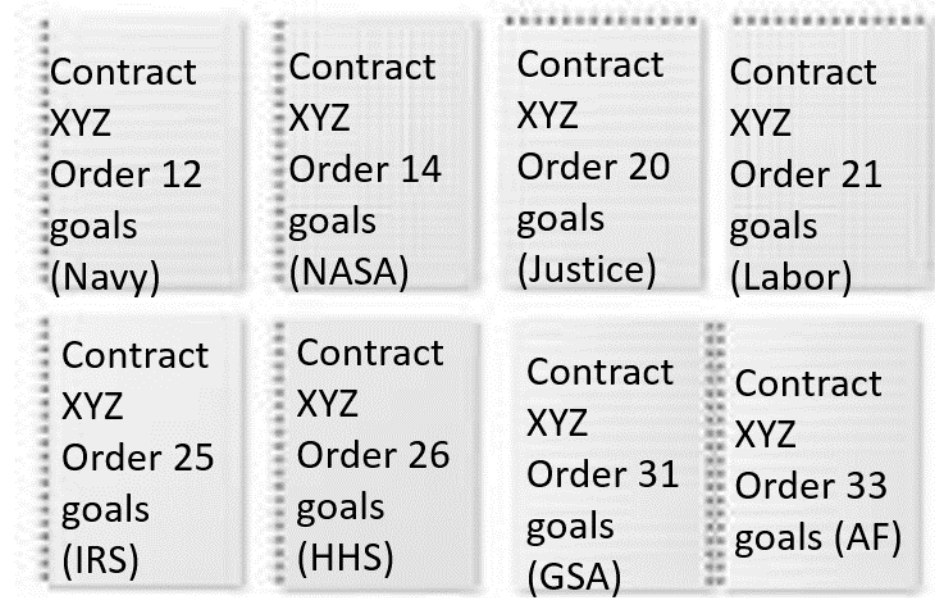 Contract
XYZ
Order 12
goals
(Navy)
Contract
XYZ
Order 14
goals
(NASA)
Contract
XYZ
Order 20
goals
(Justice)
Contract
XYZ
Order 21
goals
(Labor)
Contract
XYZ
Order 25
goals
(IRS)
Contract
XYZ
Order 26
goals
(HHS)
Contract
XYZ
Order 31
goals
(GSA)
Contract
XYZ
Order 33
goals (AF)